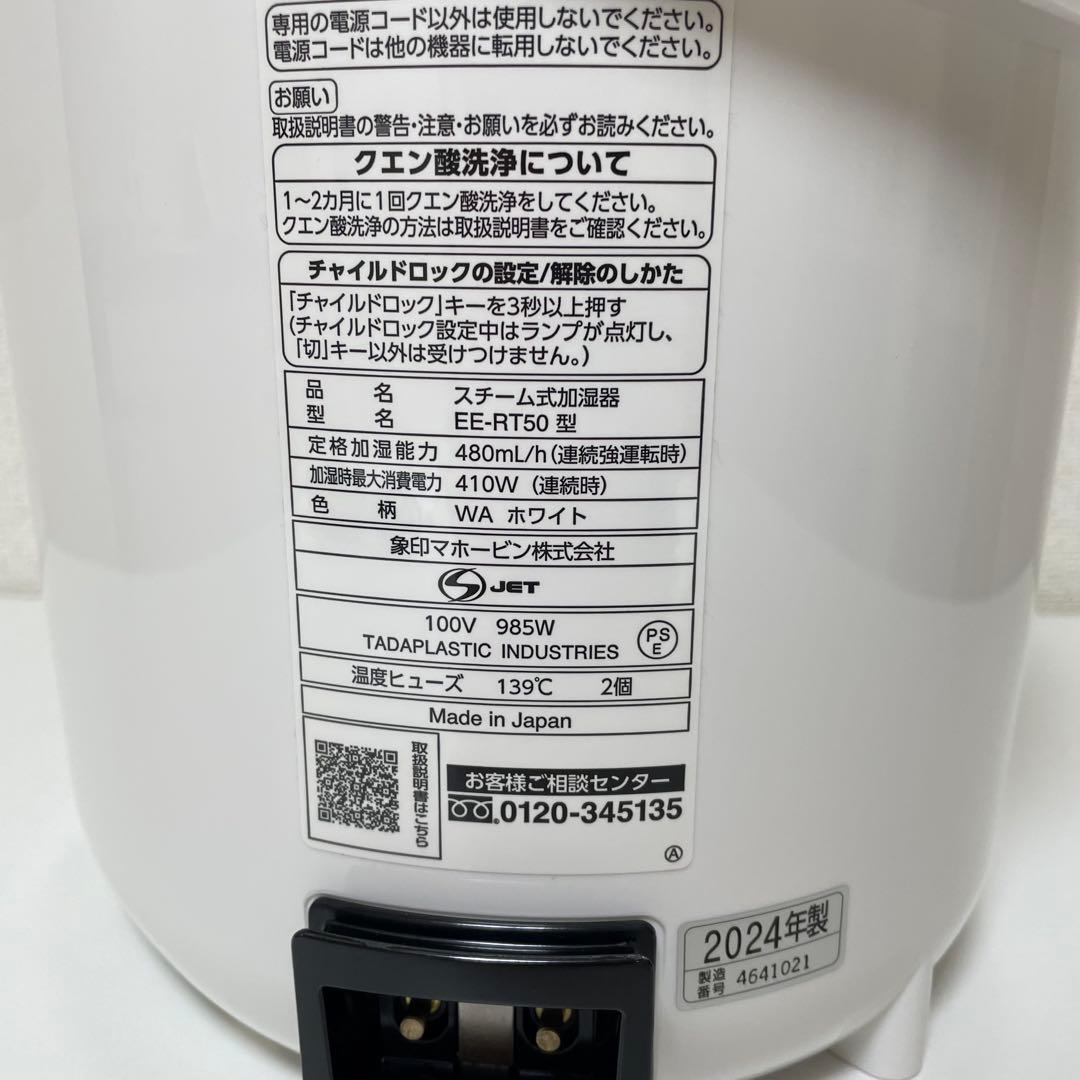 専用の電源コード以外は使用しないでください。
電源コードは他の機器に転用しないでください。
お願い
取扱説明書の警告・注意・お願いを必ずお読みください。
クエン酸洗浄について
1～2カ月に1回クエン酸洗浄をしてください。
クエン酸洗浄の方法は取扱説明書をご確認ください。
チャイルドロックの設定/解除のしかた
「チャイルドロック」キーを3秒以上押す
(チャイルドロック設定中はランプが点灯し、
「切」キー以外は受けつけません。)
品名 スチーム式加湿器
型名 EE-RT50 型
定格加湿能力 480mL/h(連続強運転時)
加湿時最大消費電力 410W (連続時)
色柄 WA ホワイト
象印マホービン株式会社
S JET
100V 985W
TADAPLASTIC INDUSTRIES
PS
E
温度ヒューズ 139℃ 2個
Made in Japan
取扱説明書はこちら
お客様ご相談センター
0120-345135
A
2024年製
製造番号 4641021